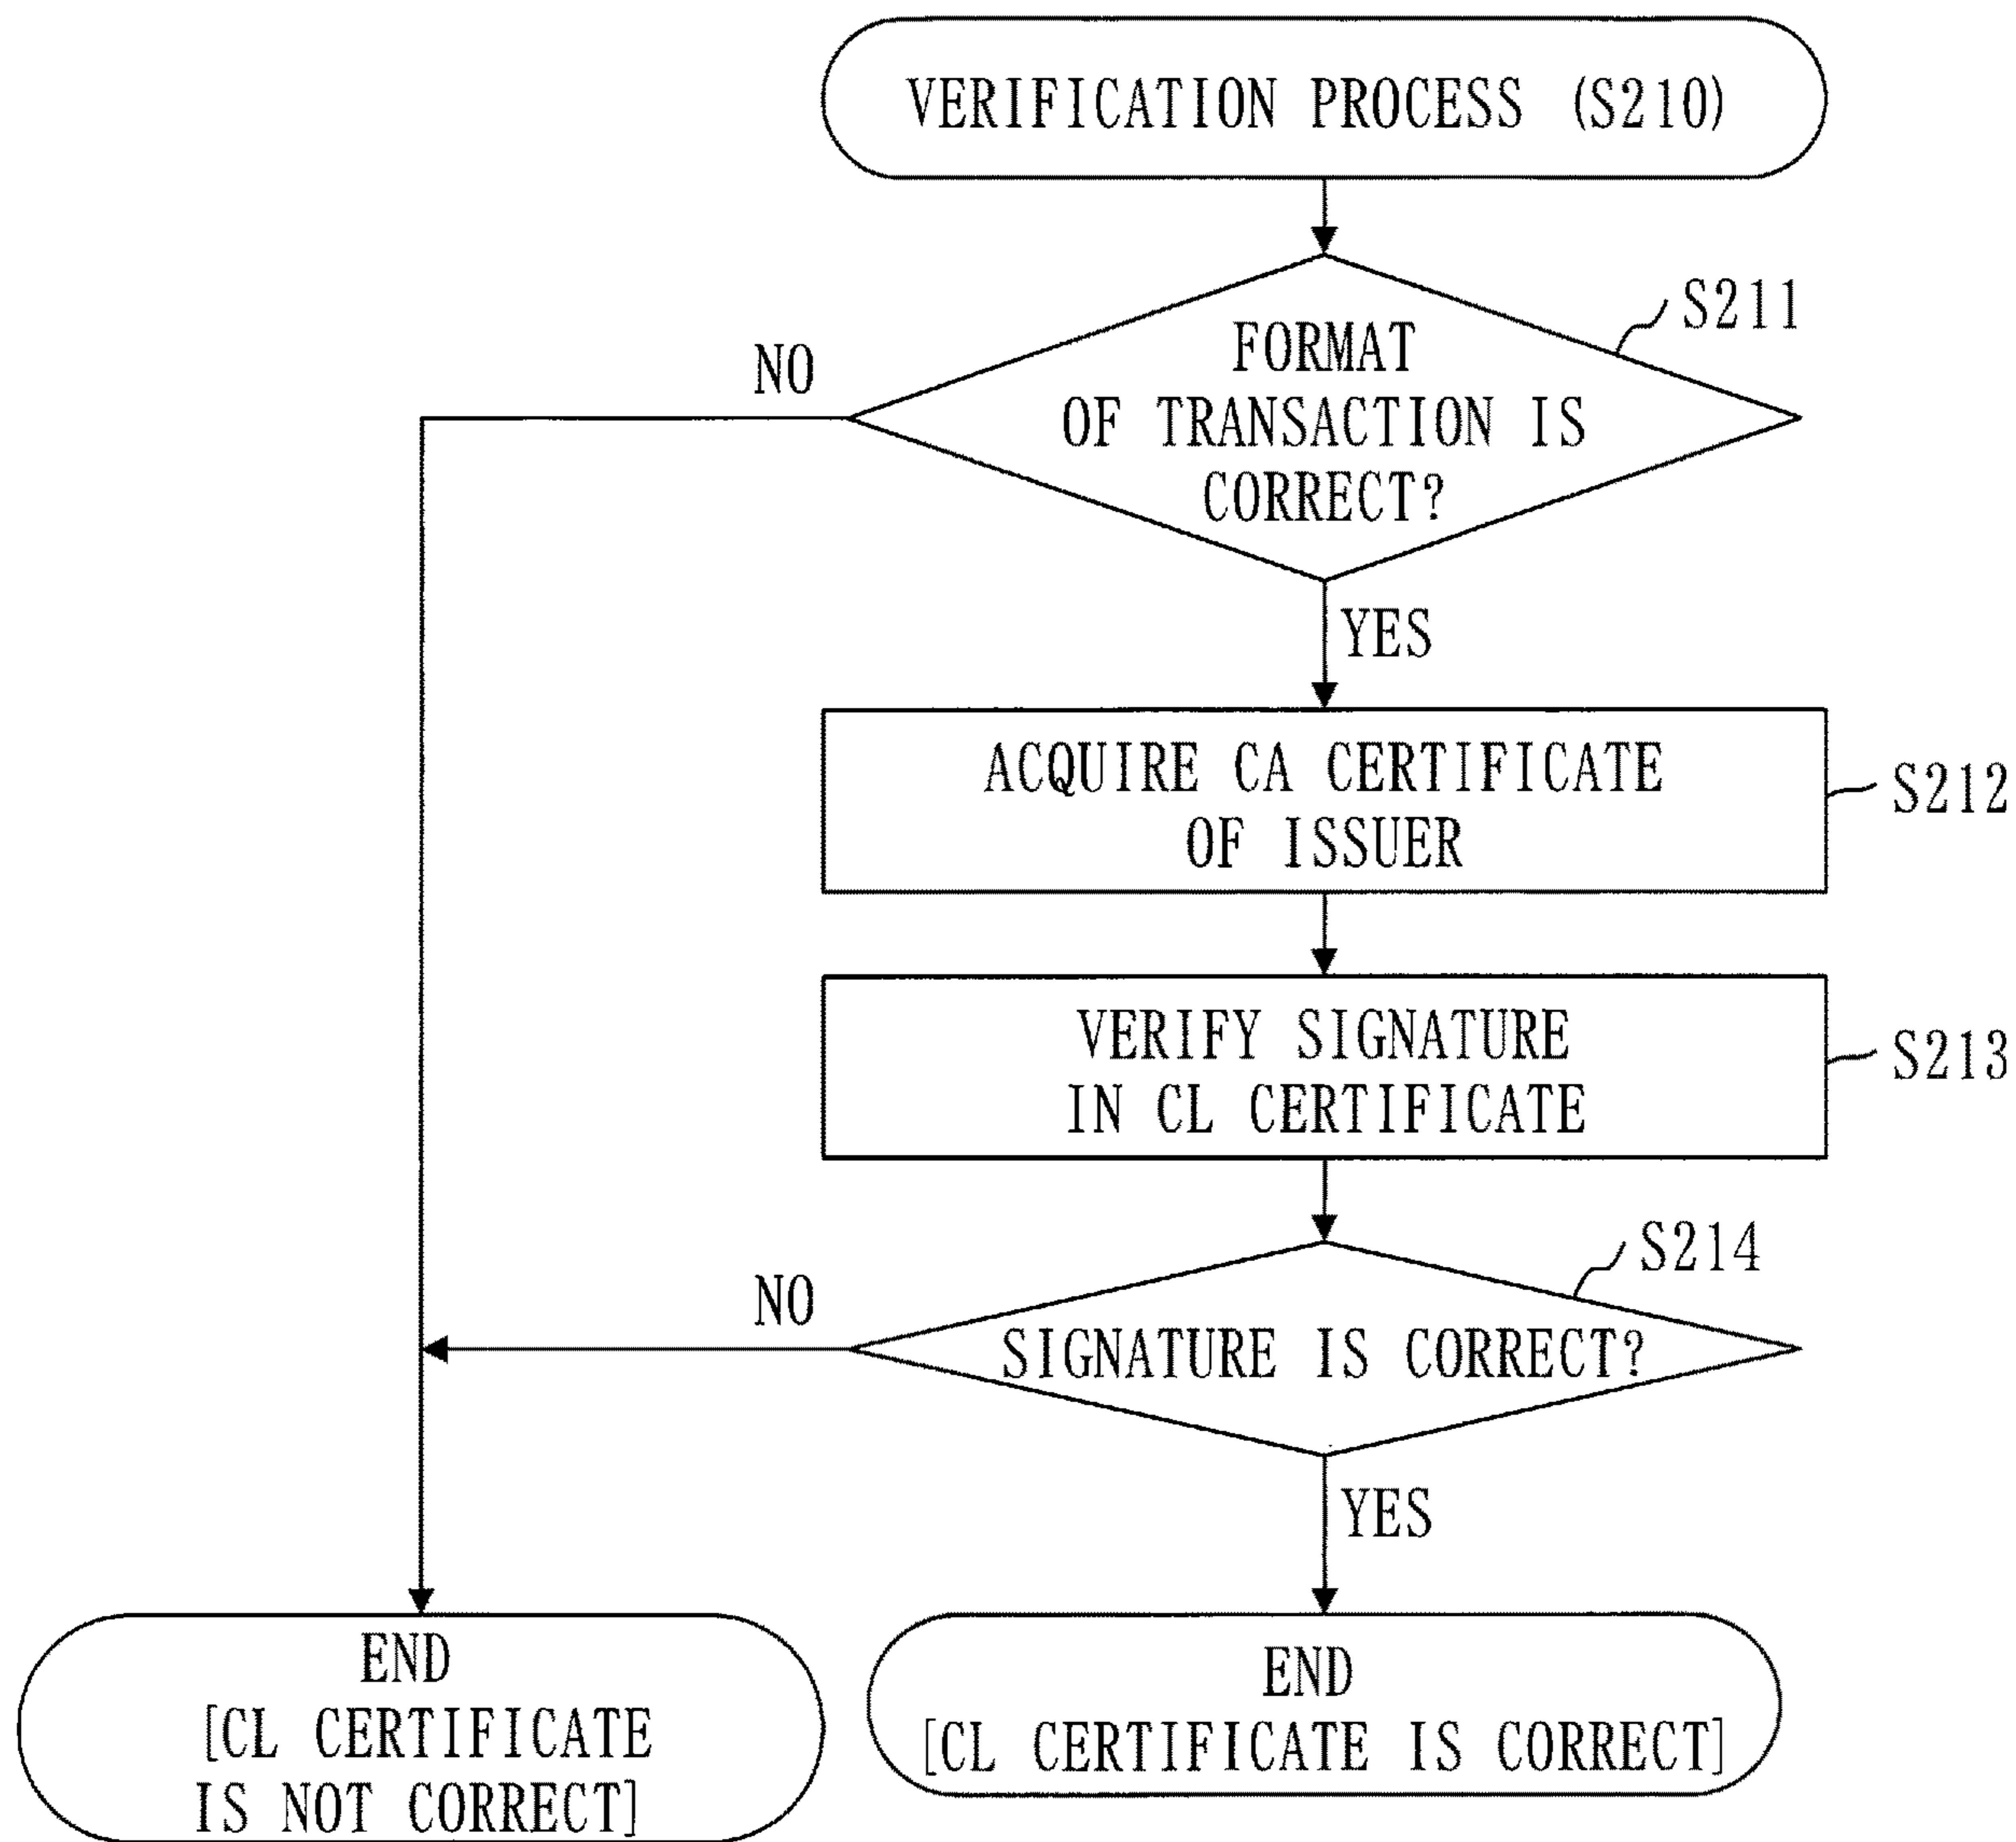 VERIFICATION PROCESS (S210)
S211
FORMAT
OF TRANSACTION IS
CORRECT?
NO
YES
ACQUIRE CA CERTIFICATE
OF ISSUER
S212
VERIFY SIGNATURE
IN CL CERTIFICATE
S213
S214
NO
SIGNATURE IS CORRECT?
YES
END
[CL CERTIFICATE
IS NOT CORRECT]
END
[CL CERTIFICATE IS CORRECT]